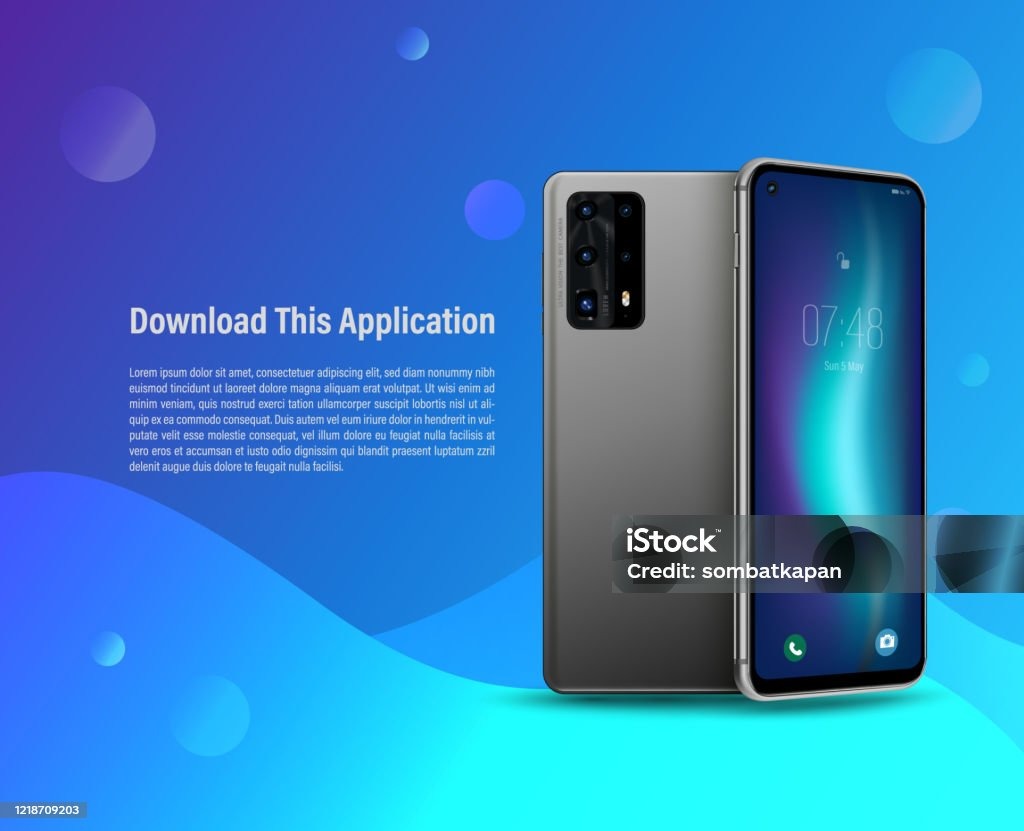 Download This Application
Lorem ipsum dolor sit amet, consectetuer adipiscing elit,
sed diam nonummy nibh
euismod tincidunt ut laoreet dolore magna aliquam erat volutpat. Ut wisi enim ad
minim veniam, quis nostrud exerci tation ullamcorper suscipit lobortis nisl ut ali-
quip ex ea commodo consequat. Duis autem vel eum iriure dolor in hendrerit in vul-
putate velit esse molestie consequat, vel illum dolore eu feugiat nulla facilisis at
vero eros et accumsan et iusto odio dignissim qui blandit praesent luptatum zzril
delenit augue duis dolore te feugait nulla facilisi.
LOREM
07:48
Sun 5 May
iStock™
Credit: sombatkapan
1218709203